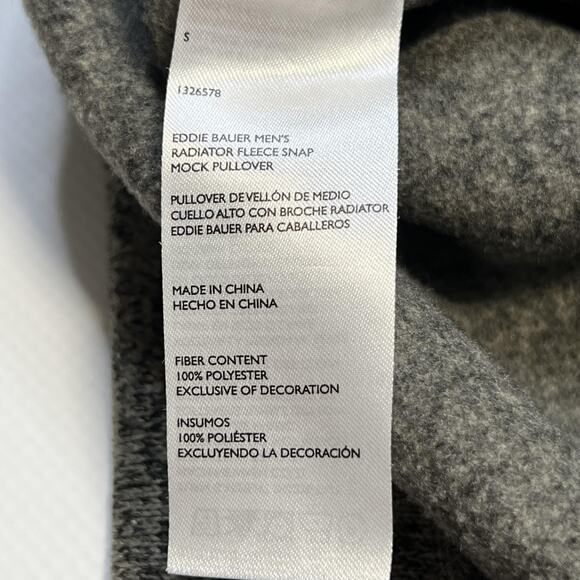 S
1326578
EDDIE BAUER MEN'S
RADIATOR FLEECE SNAP
MOCK PULLOVER
PULLOVER DE VELLÓN DE MEDIO
CUELLO ALTO CON BROCHE RADIATOR
EDDIE BAUER PARA CABALLEROS
MADE IN CHINA
HECHO EN CHINA
FIBER CONTENT
100% POLYESTER
EXCLUSIVE OF DECORATION
INSUMOS
100% POLIÉSTER
EXCLUYENDO LA DECORACIÓN